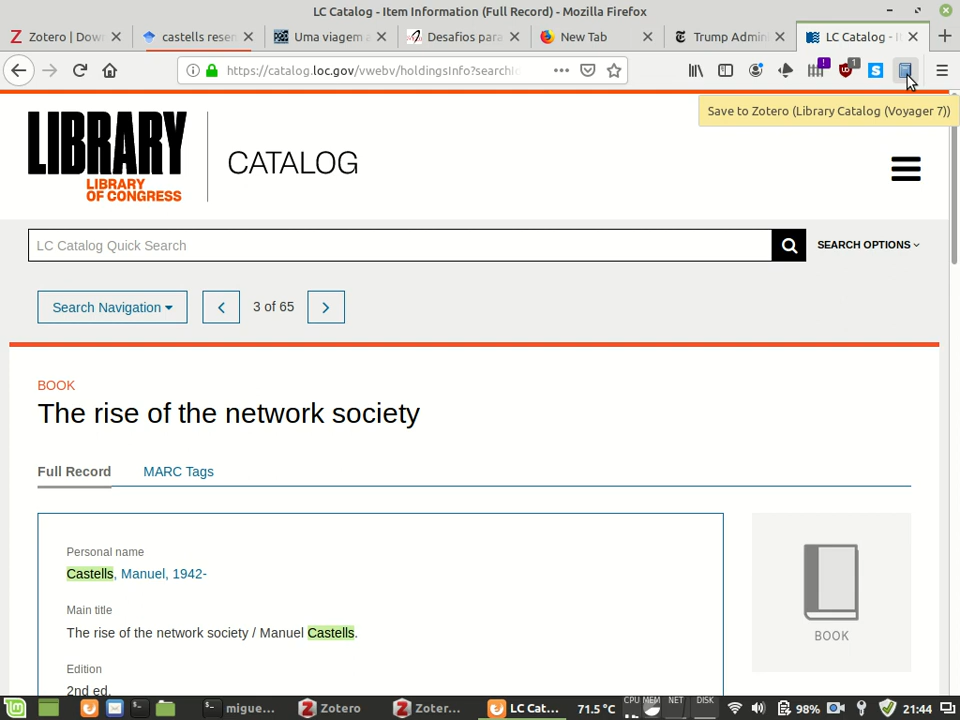 LC Catalog - Item Information (Full Record) - Mozilla Firefox
Zotero | Dow
castells rese
Uma viagem a
Desafios para
New Tab
Trump Admin
LC Catalog - It
https://catalog.loc.gov/vwebv/holdingsInfo?searchI
! 1 S
Save to Zotero (Library Catalog (Voyager 7))
LIBRARY
LIBRARY
OF CONGRESS
CATALOG
LC Catalog Quick Search
SEARCH OPTIONS
Search Navigation
3 of 65
BOOK
The rise of the network society
Full Record
MARC Tags
Personal name
Castells, Manuel, 1942-
Main title
The rise of the network society / Manuel Castells.
Edition
2nd ed.
BOOK
migue...
Zotero
Zoter...
LC Cat...
71.5°C
CPU MEM
NET
DISK
98%
21:44